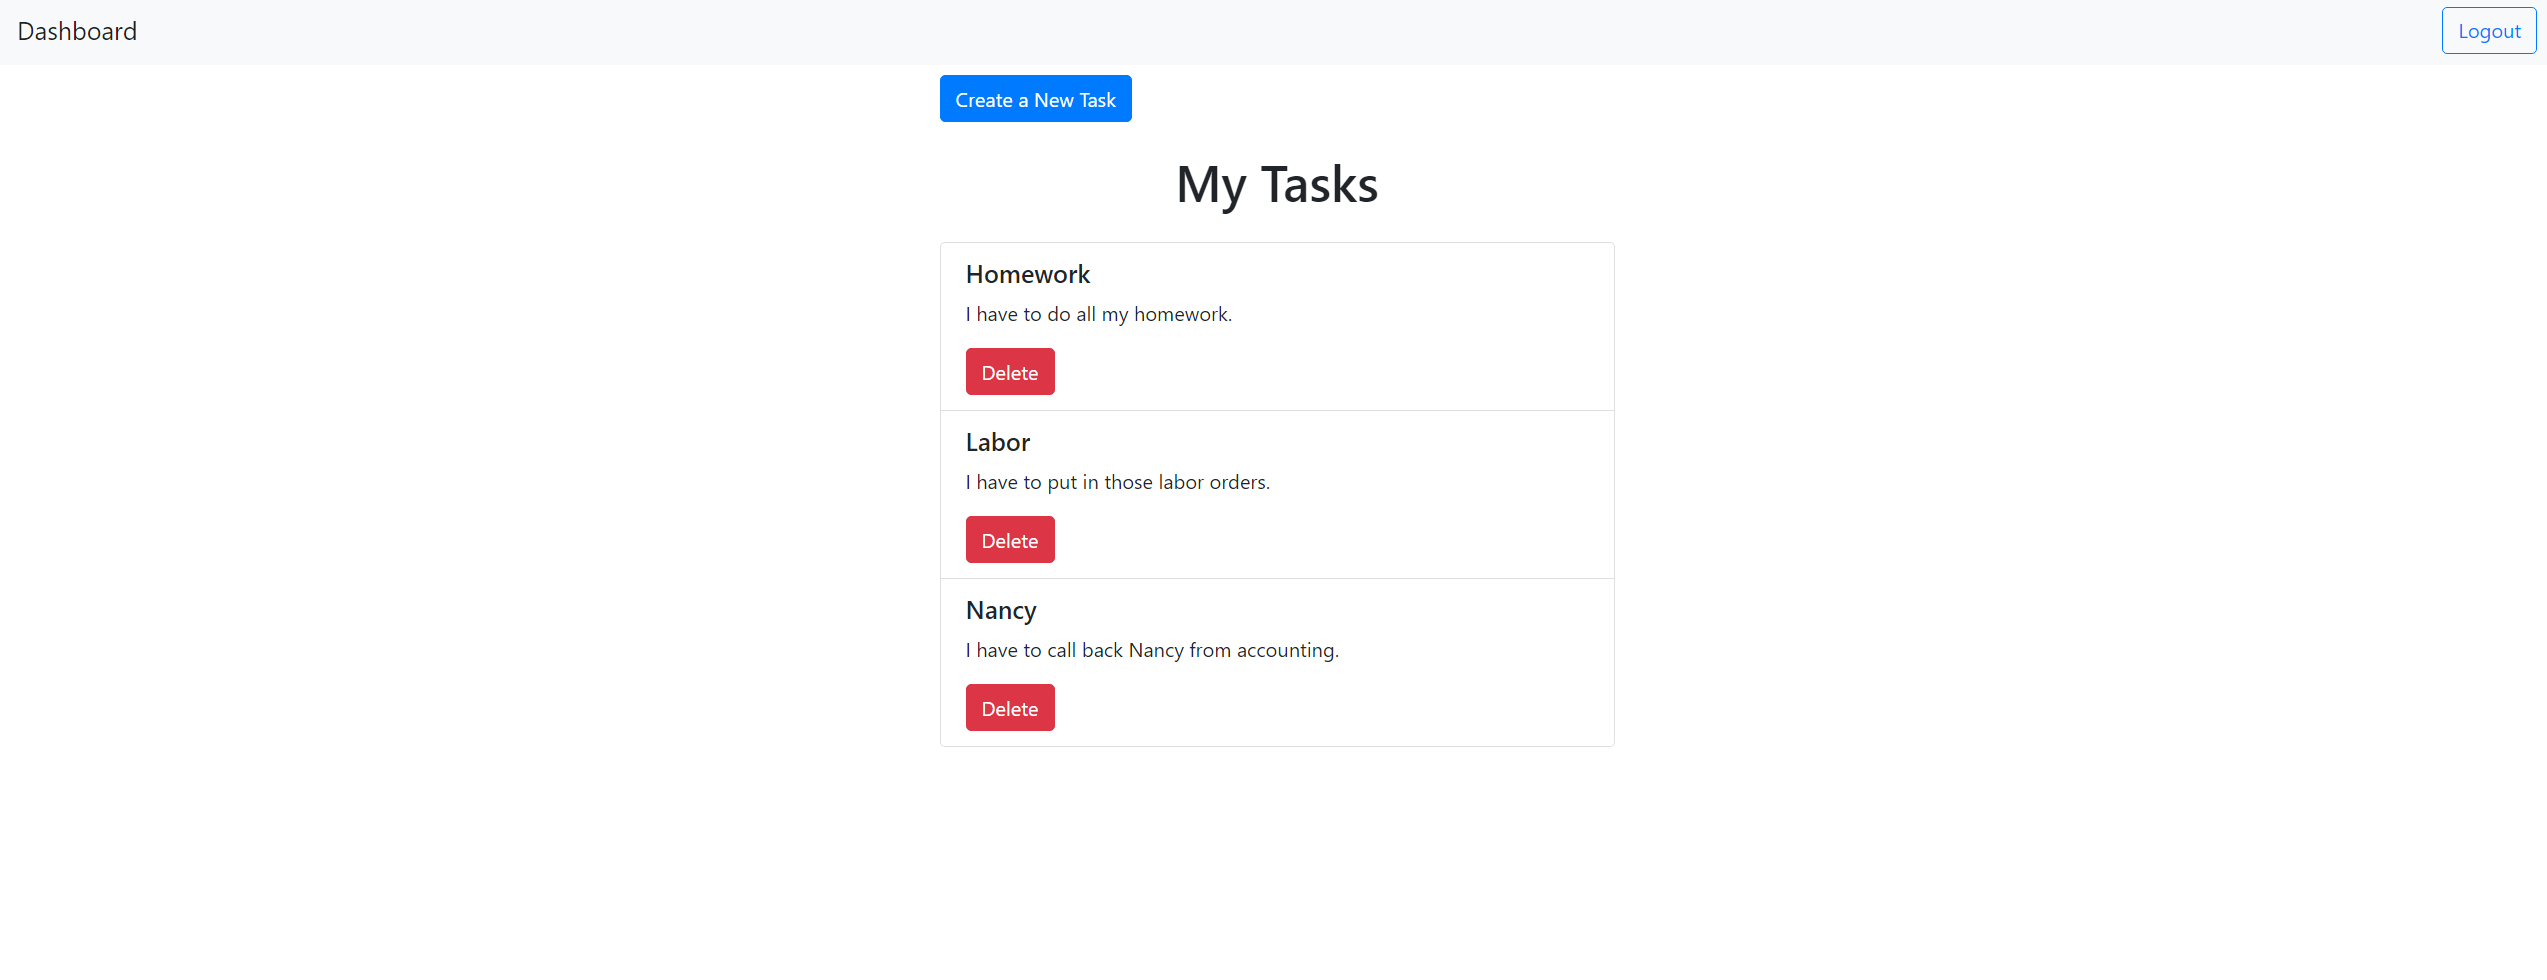 Dashboard
Logout
Create a New Task
My Tasks
Homework
I have to do all my homework.
Delete
Labor
I have to put in those labor orders.
Delete
Nancy
I have to call back Nancy from accounting.
Delete